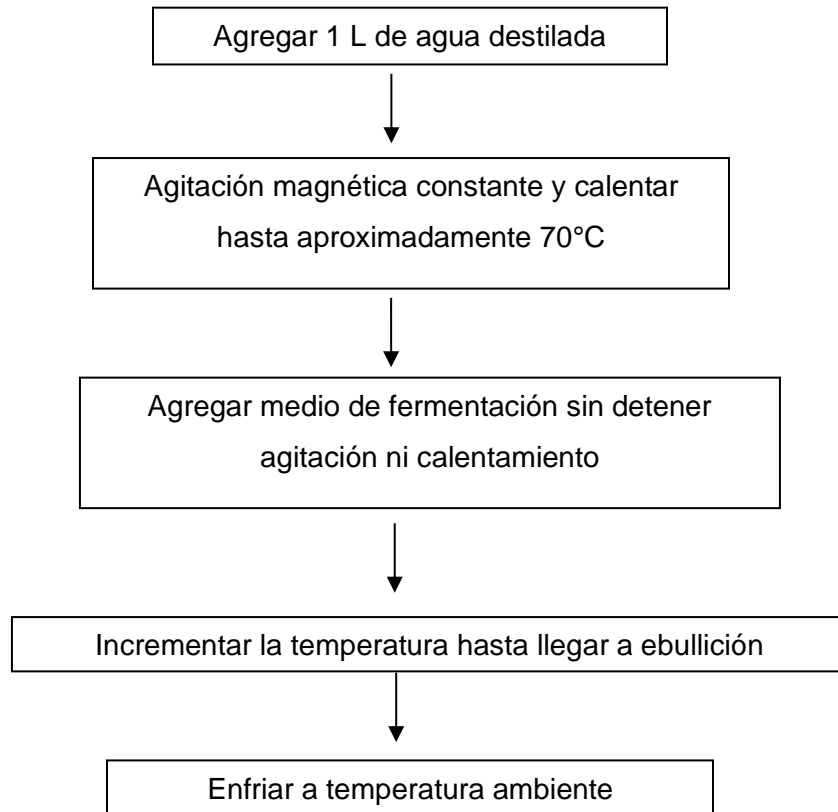 Agregar 1 L de agua destilada
Agitación magnética constante y calentar
hasta aproximadamente 70°C
Agregar medio de fermentación sin detener
agitación ni calentamiento
Incrementar la temperatura hasta llegar a ebullición
Enfriar a temperatura ambiente